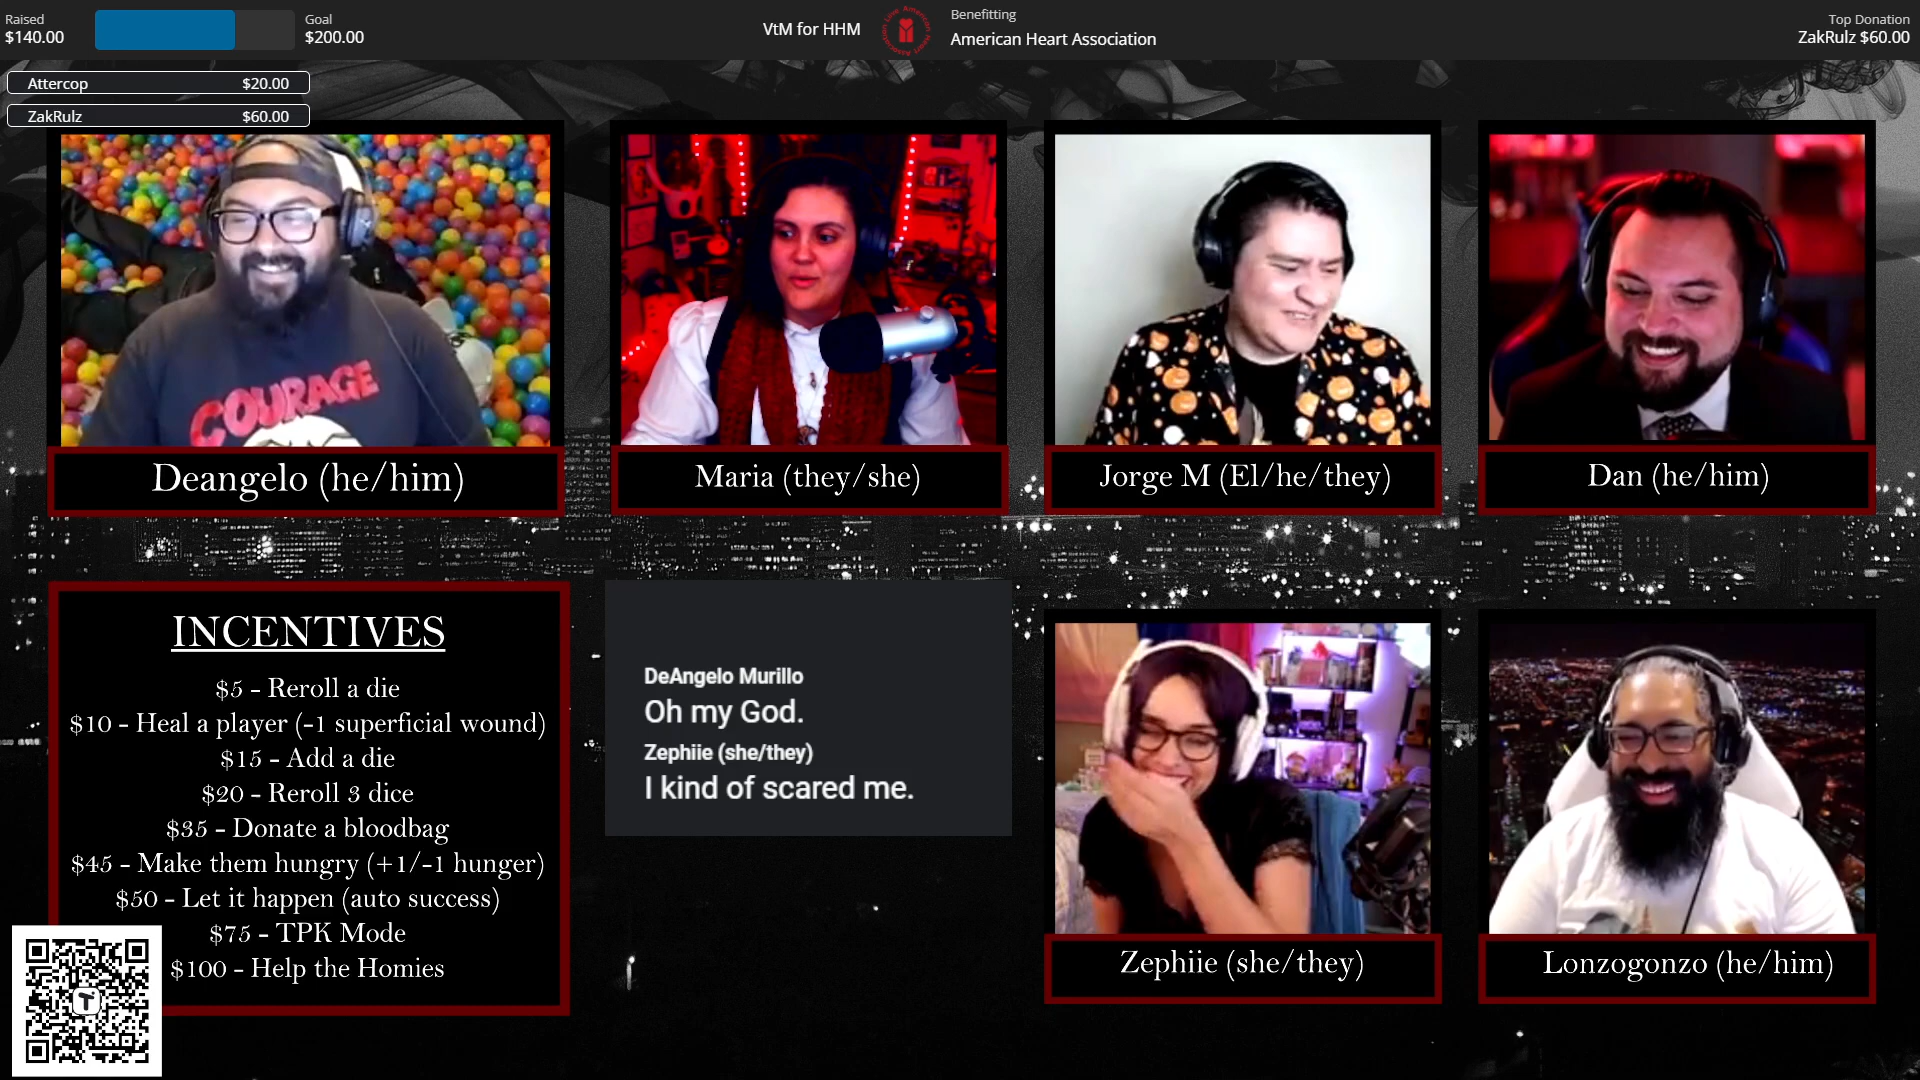 Raised
$140.00
Goal
$200.00
VtM for HHM
Benefitting
American Heart Association
Top Donation
ZakRulz $60.00
Attercop $20.00
ZakRulz $60.00
COURAGE
Deangelo (he/him)
Maria (they/she)
Jorge M (El/he/they)
Dan (he/him)
INCENTIVES
$5 - Reroll a die
$10 - Heal a player (-1 superficial wound)
$15 - Add a die
$20 - Reroll 3 dice
$35 - Donate a bloodbag
$45 - Make them hungry (+1/-1 hunger)
$50 - Let it happen (auto success)
$75 - TPK Mode
$100 - Help the Homies
DeAngelo Murillo
Oh my God.
Zephiie (she/they)
I kind of scared me.
Zephiie (she/they)
Lonzogonzo (he/him)